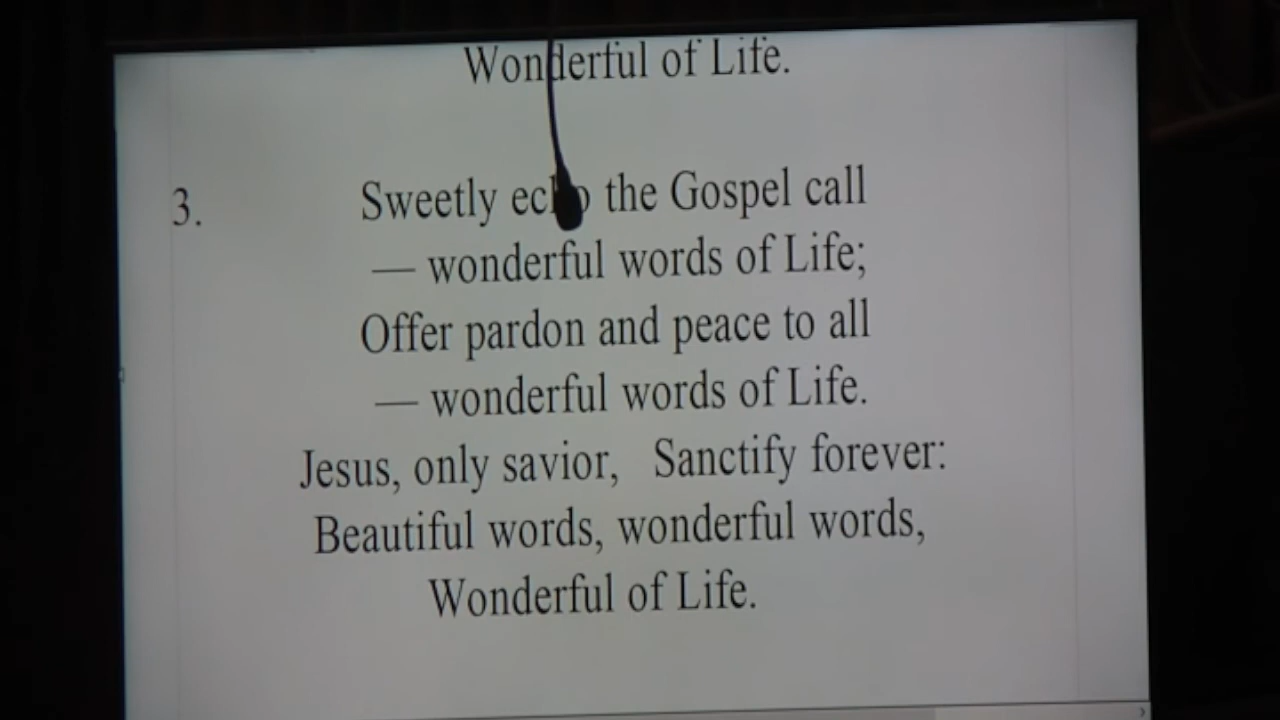 Wonderful of Life.
3. Sweetly echo the Gospel call
— wonderful words of Life;
Offer pardon and peace to all
— wonderful words of Life.
Jesus, only savior, Sanctify forever:
Beautiful words, wonderful words,
Wonderful of Life.